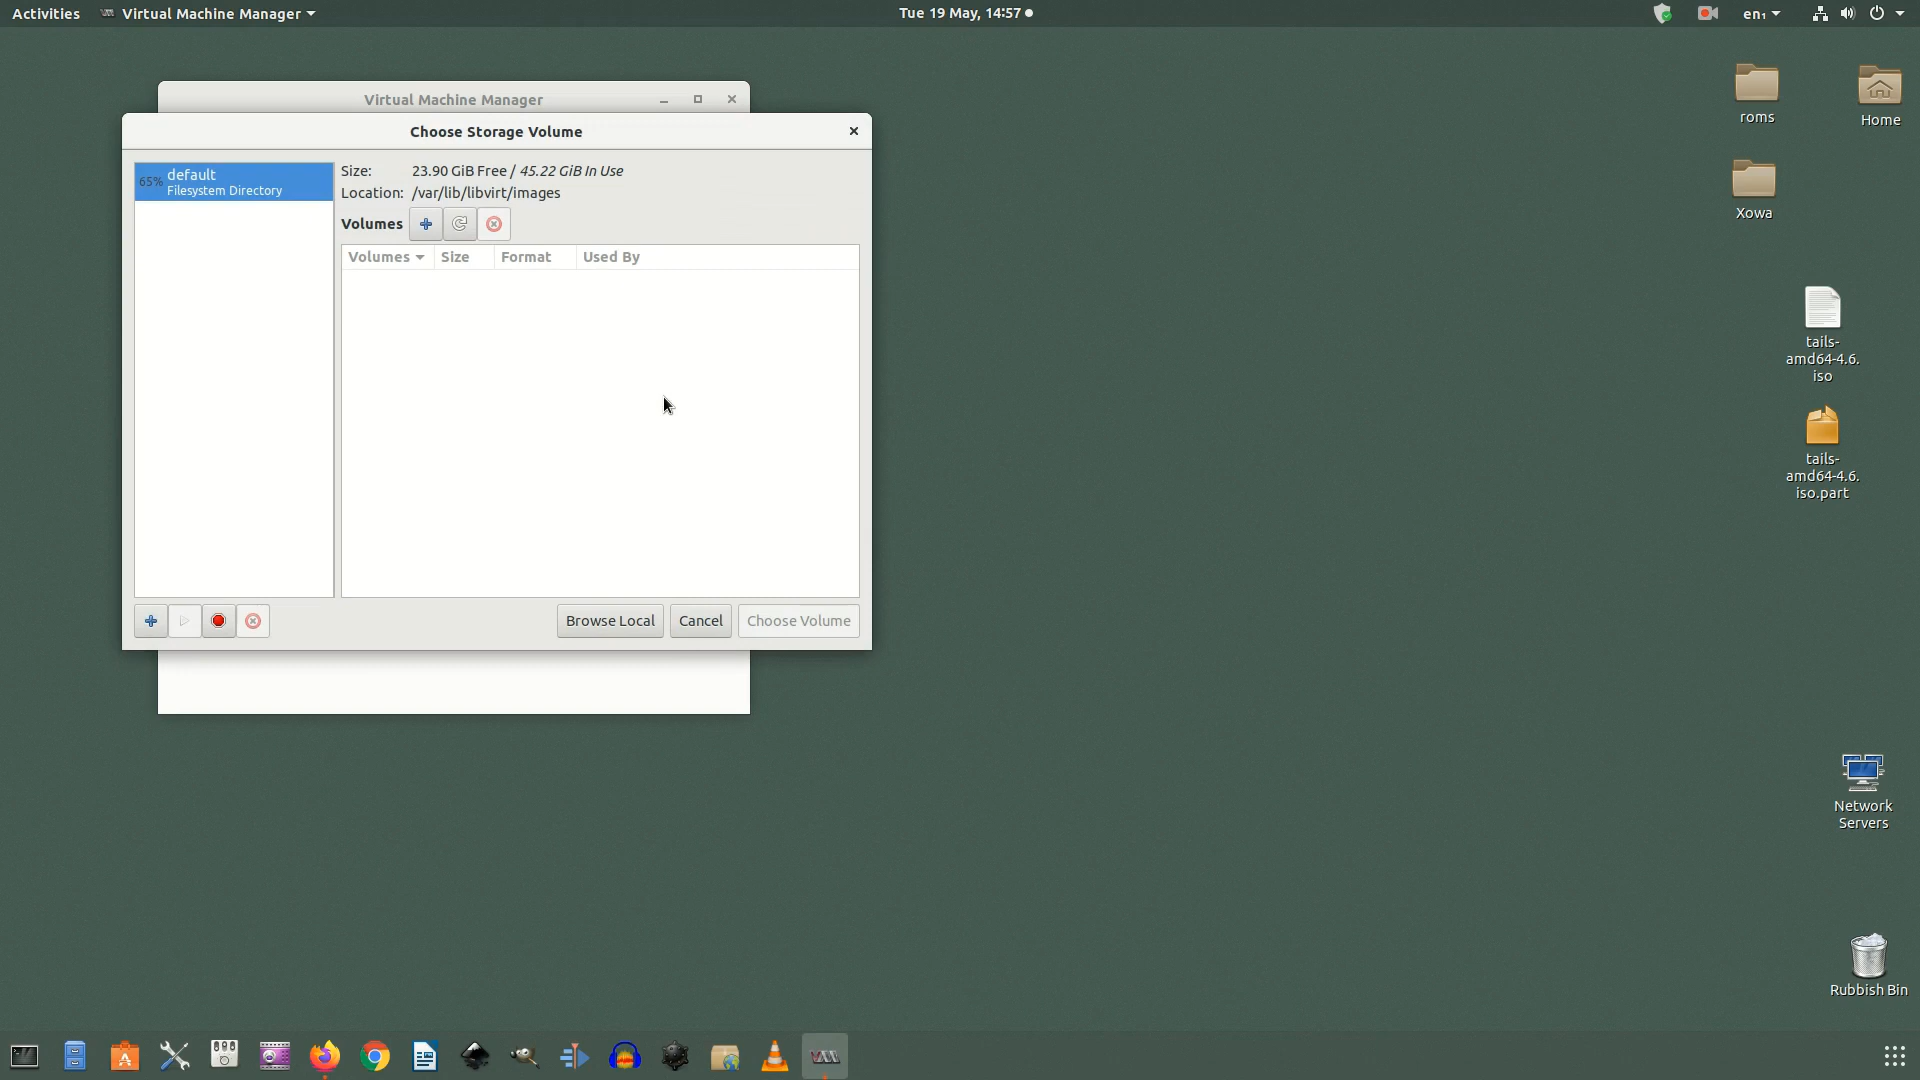 Activities
Virtual Machine Manager
Tue 19 May, 14:57
en₁
Virtual Machine Manager
Choose Storage Volume
65%
default
Filesystem Directory
Size: 23.90 GiB Free / 45.22 GiB In Use
Location: /var/lib/libvirt/images
Volumes
Volumes Size Format Used By
Browse Local
Cancel
Choose Volume
roms
Home
Xowa
tails-
amd64-4.6.
iso
tails-
amd64-4.6.
iso.part
Network
Servers
Rubbish Bin